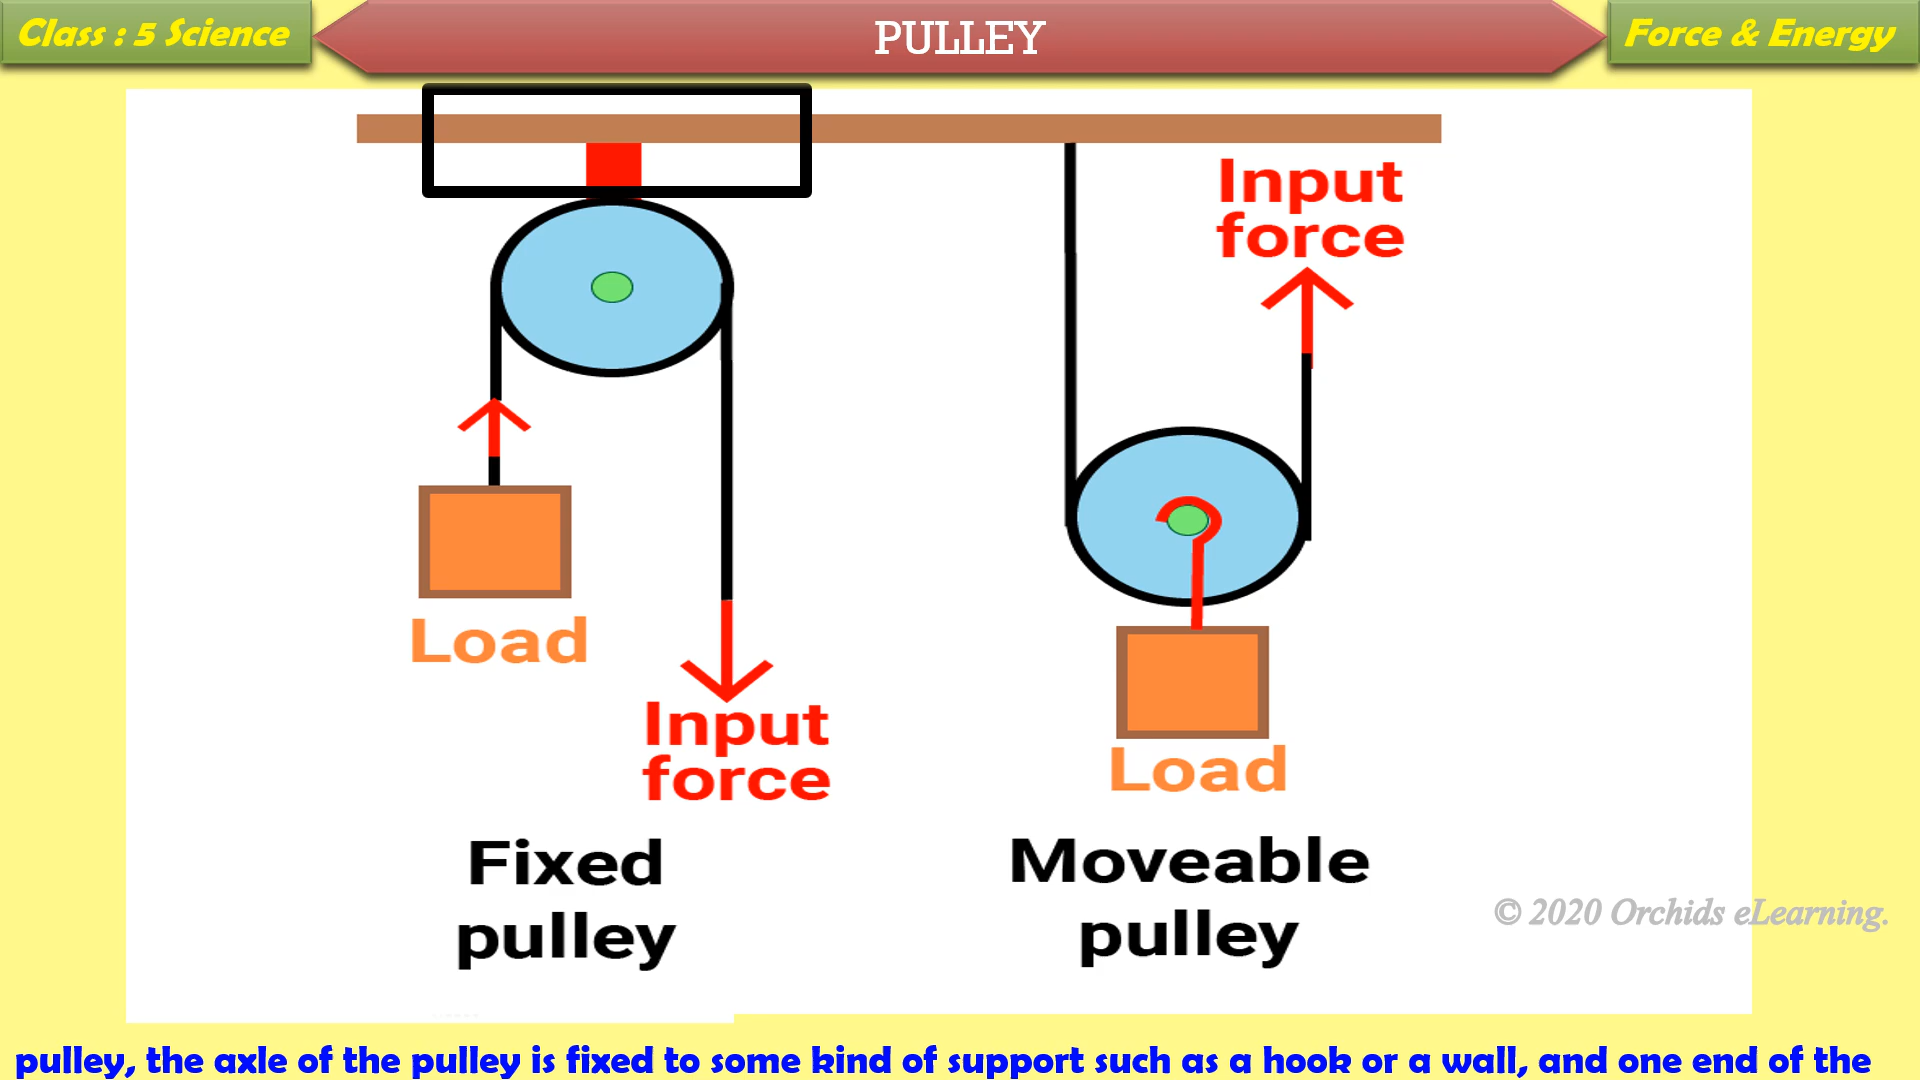 Class : 5 Science
PULLEY
Force & Energy
Input
force
Load
Input
force
Load
Fixed
pulley
Moveable
pulley
© 2020 Orchids eLearning.
pulley, the axle of the pulley is fixed to some kind of support such as a hook or a wall, and one end of the